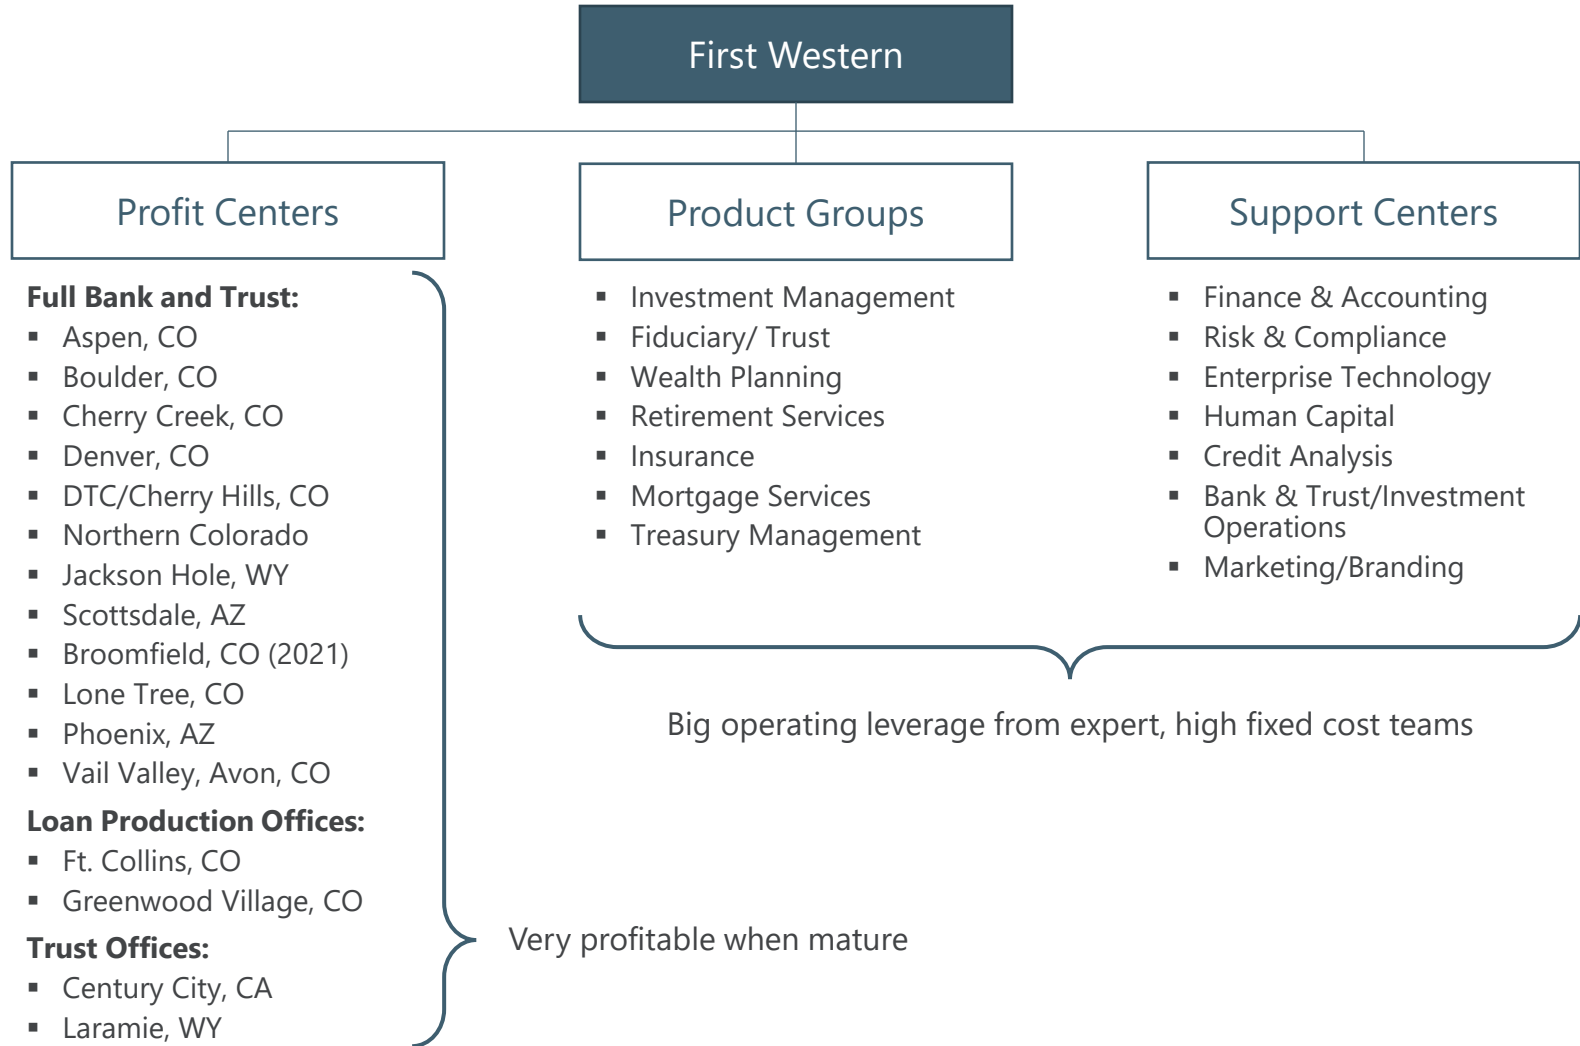 First Western
Profit Centers
Full Bank and Trust:
▪ Aspen, CO
▪ Boulder, CO
▪ Cherry Creek, CO
▪ Denver, CO
▪ DTC/Cherry Hills, CO
▪ Northern Colorado
▪ Jackson Hole, WY
▪ Scottsdale, AZ
▪ Broomfield, CO (2021)
▪ Lone Tree, CO
▪ Phoenix, AZ
▪ Vail Valley, Avon, CO
Loan Production Offices:
▪ Ft. Collins, CO
▪ Greenwood Village, CO
Trust Offices:
▪ Century City, CA
▪ Laramie, WY
Very profitable when mature
Product Groups
▪ Investment Management
▪ Fiduciary/ Trust
▪ Wealth Planning
▪ Retirement Services
▪ Insurance
▪ Mortgage Services
▪ Treasury Management
Support Centers
▪ Finance & Accounting
▪ Risk & Compliance
▪ Enterprise Technology
▪ Human Capital
▪ Credit Analysis
▪ Bank & Trust/Investment
Operations
▪ Marketing/Branding
Big operating leverage from expert, high fixed cost teams